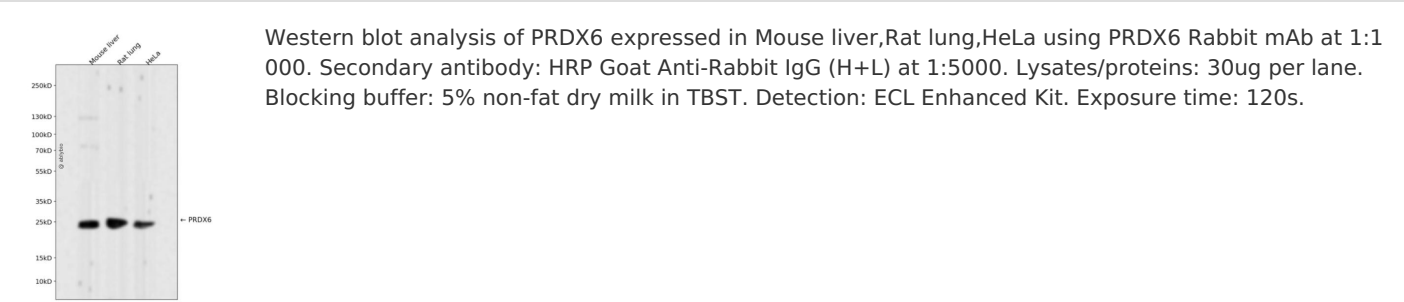 Mouse liver
Rat lung
HeLa
250kD
130kD
100kD
70kD
55kD
35kD
25kD
15kD
10kD
← PRDX6
Western blot analysis of PRDX6 expressed in Mouse liver,Rat lung,HeLa using PRDX6 Rabbit mAb at 1:1
000. Secondary antibody: HRP Goat Anti-Rabbit IgG (H+L) at 1:5000. Lysates/proteins: 30ug per lane.
Blocking buffer: 5% non-fat dry milk in TBST. Detection: ECL Enhanced Kit. Exposure time: 120s.